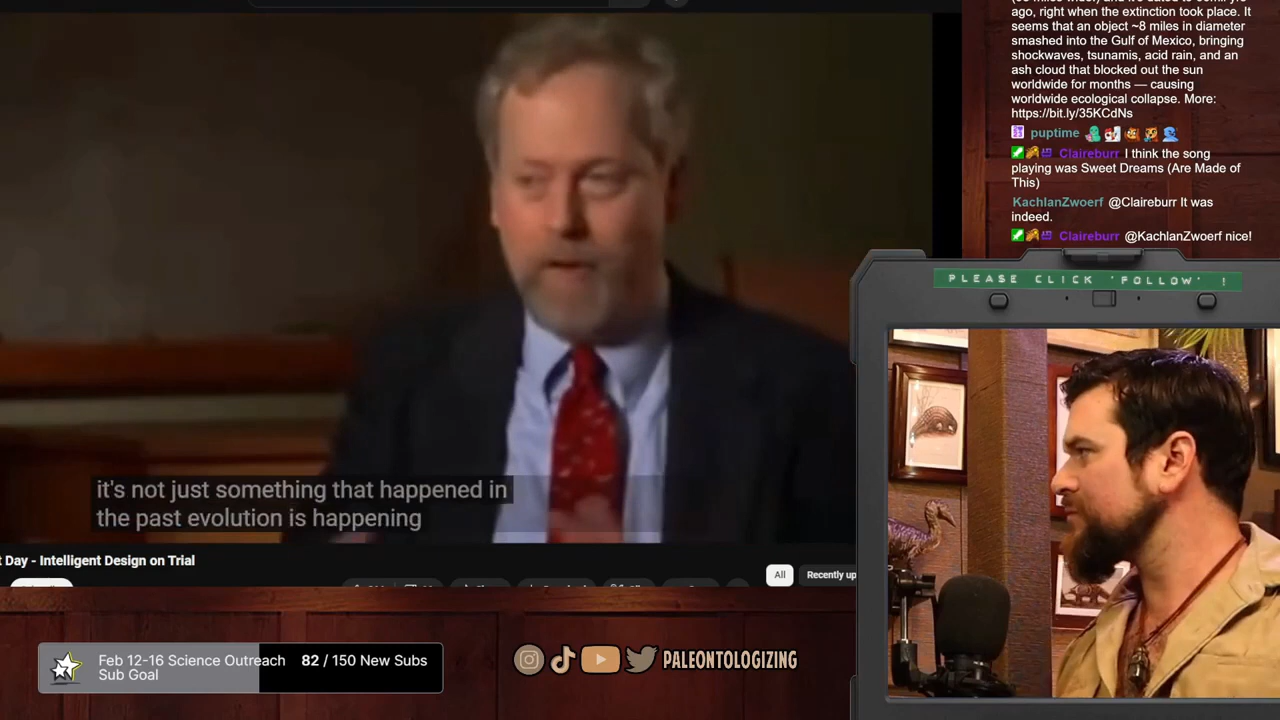 ago, right when the extinction took place. It
seems that an object ~8 miles in diameter
smashed into the Gulf of Mexico, bringing
shockwaves, tsunamis, acid rain, and an
ash cloud that blocked out the sun
worldwide for months — causing
worldwide ecological collapse. More:
https://bit.ly/35KCdNs
puptime
Claireburr I think the song
playing was Sweet Dreams (Are Made of
This)
KachlanZwoerf @Claireburr It was
indeed.
Claireburr @KachlanZwoerf nice!
PLEASE CLICK 'FOLLOW' !
it's not just something that happened in
the past evolution is happening
t Day - Intelligent Design on Trial
All
Recently up
Feb 12-16 Science Outreach
Sub Goal
82 / 150 New Subs
PALEONTOLOGIZING